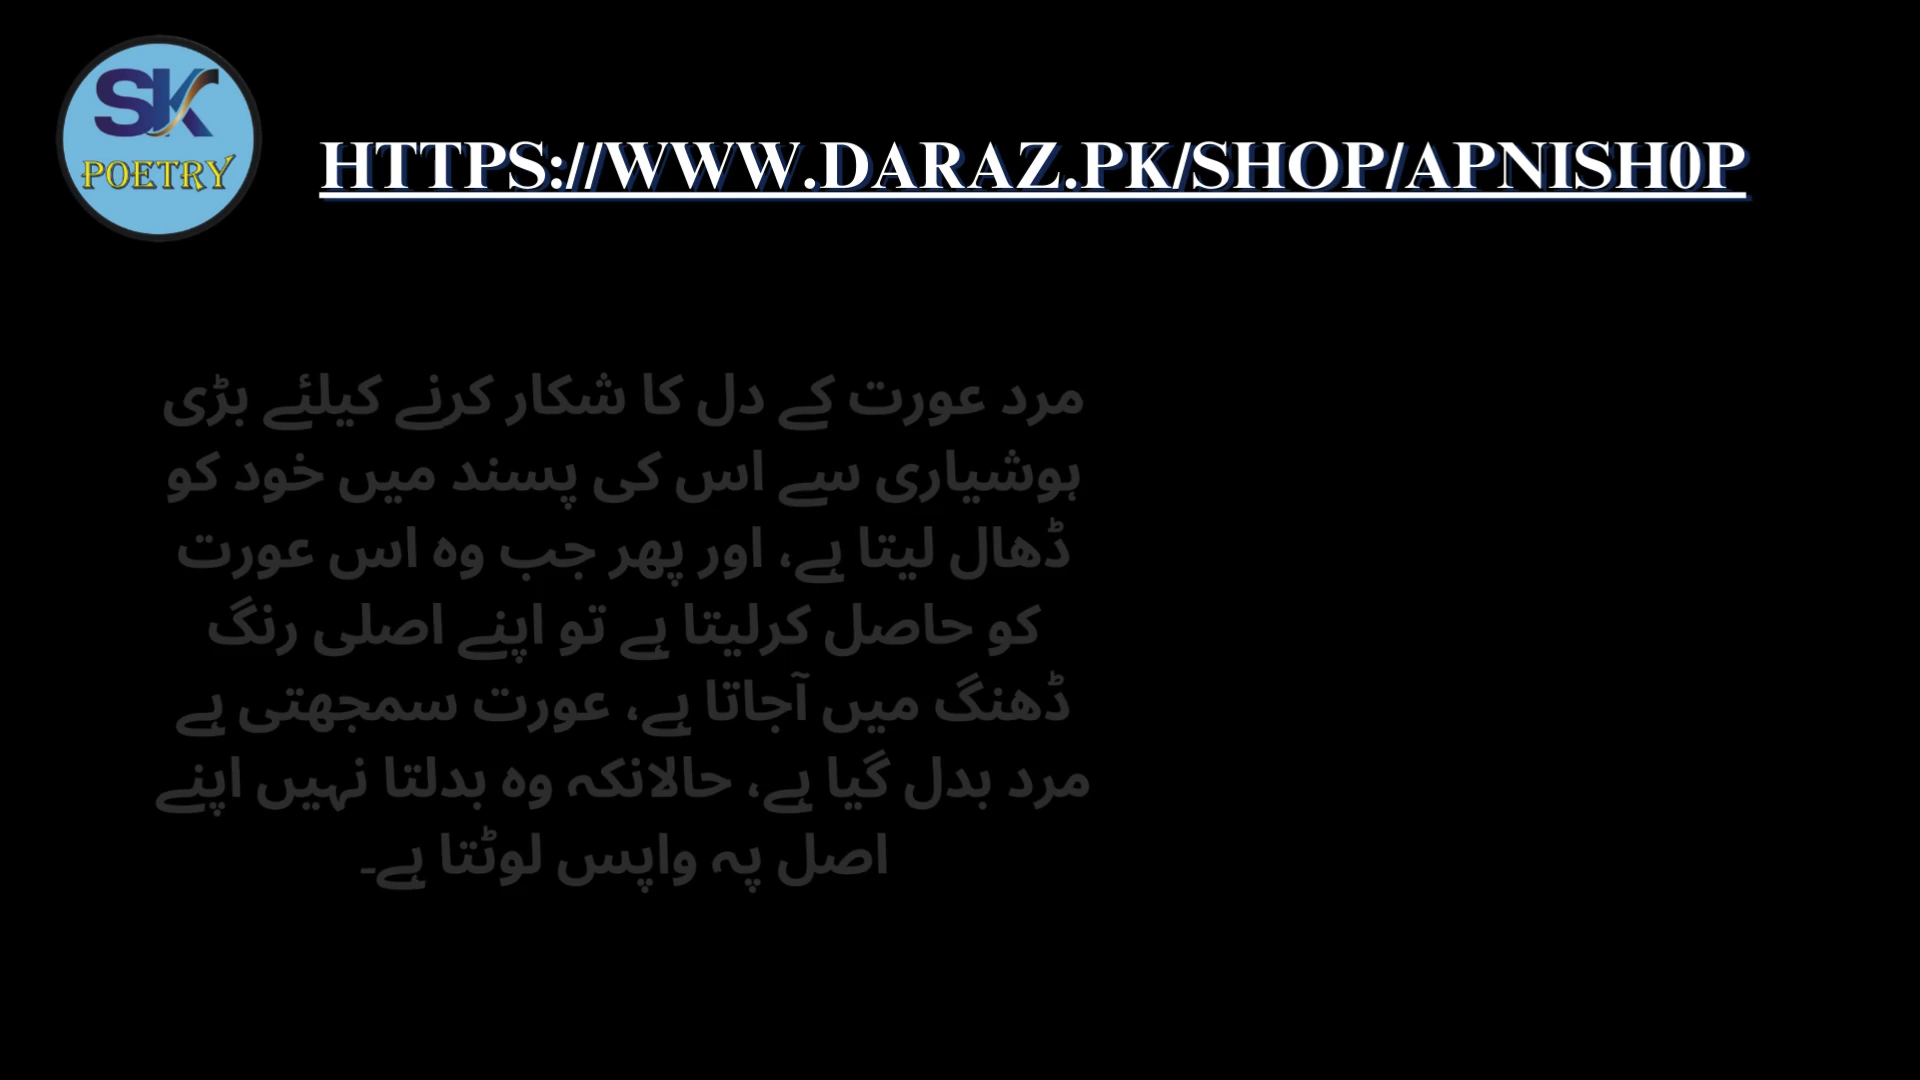 SK
POETRY
HTTPS://WWW.DARAZ.PK/SHOP/APNISH0P
مرد عورت کے دل کا شکار کرنے کیلئے بڑی
ہوشیاری سے اس کی پسند میں خود کو
ڈھال لیتا ہے، اور پھر جب وہ اس عورت
کو حاصل کرلیتا ہے تو اپنے اصلی رنگ
ڈھنگ میں آجاتا ہے، عورت سمجھتی ہے
مرد بدل گیا ہے، حالانکہ وہ بدلتا نہیں اپنے
اصل پہ واپس لوٹتا ہے۔